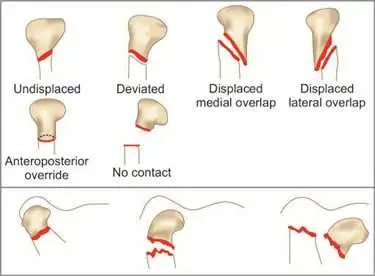 Undisplaced
Deviated
Displaced
medial overlap
Displaced
lateral overlap
Anteroposterior
override
No contact